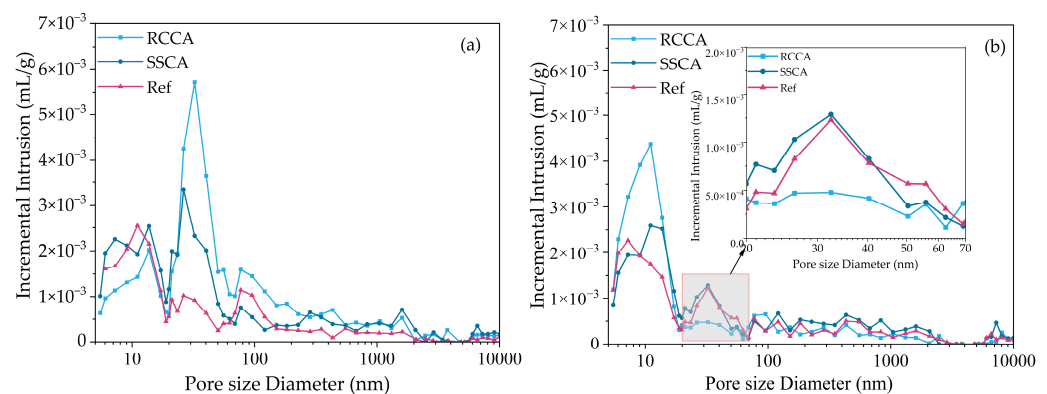 7×10⁻³
6×10⁻³
5×10⁻³
4×10⁻³
3×10⁻³
2×10⁻³
1×10⁻³
0
Incremental Intrusion (mL/g)
RCCA
SSCA
Ref
(a)
10
100
1000
10000
Pore size Diameter (nm)
7×10⁻³
6×10⁻³
5×10⁻³
4×10⁻³
3×10⁻³
2×10⁻³
1×10⁻³
0
Incremental Intrusion (mL/g)
RCCA
SSCA
Ref
(b)
2.0×10⁻³
1.5×10⁻³
1.0×10⁻³
5.0×10⁻⁴
0.0
Incremental Intrusion (mL/g)
RCCA
SSCA
Ref
20
30
40
50
60
70
Pore size Diameter (nm)
10
100
1000
10000
Pore size Diameter (nm)